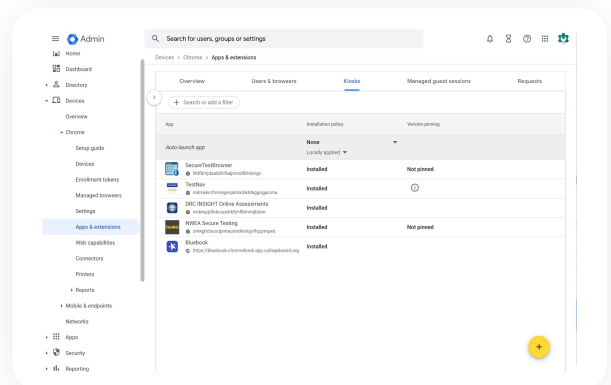 Admin
Search for users, groups or settings
Home
Dashboard
Directory
Devices
Overview
Chrome
Setup guide
Devices
Enrollment tokens
Managed browsers
Settings
Apps & extensions
Web capabilities
Connectors
Printers
Reports
Mobile & endpoints
Networks
Apps
Security
Reporting
Devices > Chrome > Apps & extensions
Overview Users & browsers Kiosks Managed guest sessions Requests
+ Search or add a filter
App Installation policy Version pinning
Auto-launch app None
Locally applied
SecureTestBrowser
Installed Not pinned
TestNav
Installed
DRC INSIGHT Online Assessments
Installed
NWEA Secure Testing
Installed Not pinned
Bluebook
https://bluebook-chromebook.app.collegeboard.org
Installed
+